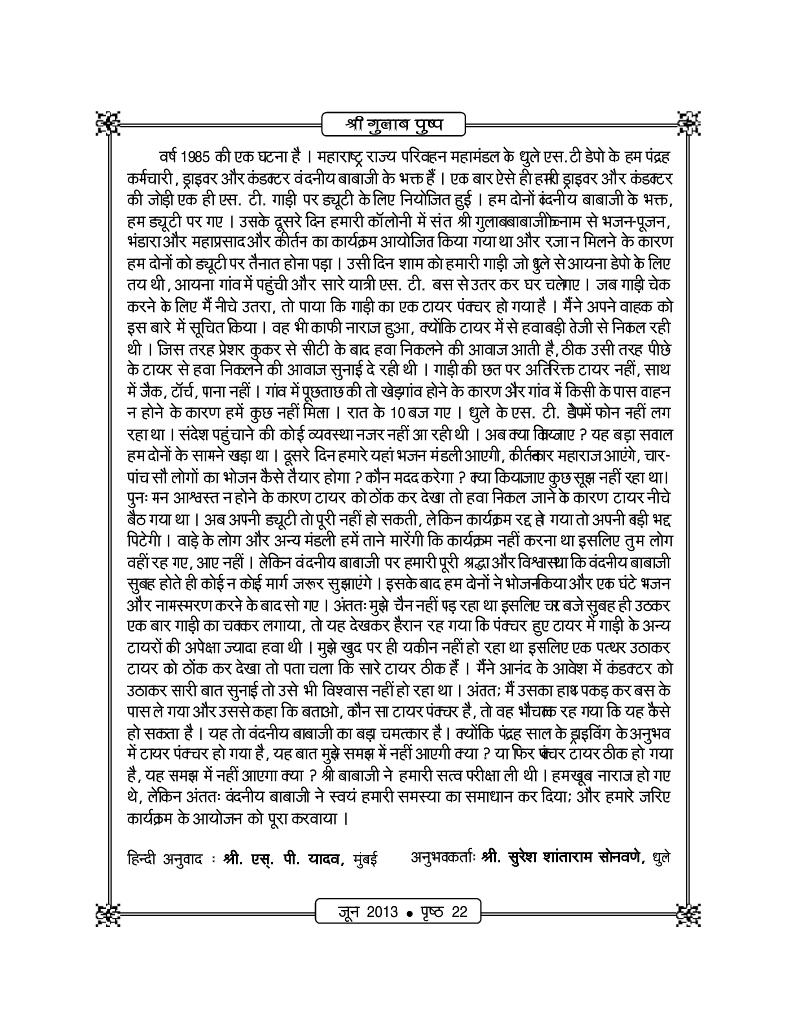 श्री गुलाब पुष्प
वर्ष 1985 की एक घटना है । महाराष्ट्र राज्य परिवहन महामंडल के धुले एस.टी डेपो के हम पंद्रह
कर्मचारी, ड्राइवर और कंडक्टर वंदनीय बाबाजी के भक्त हैं । एक बार ऐसे ही हमारी ड्राइवर और कंडक्टर
की जोड़ी एक ही एस. टी. गाड़ी पर ड्यूटी के लिए नियोजित हुई । हम दोनों वंदनीय बाबाजी के भक्त,
हम ड्यूटी पर गए । उसके दूसरे दिन हमारी कॉलोनी में संत श्री गुलाबबाबाजी के नाम से भजन-पूजन,
भंडारा और महाप्रसाद और कीर्तन का कार्यक्रम आयोजित किया गया था और रजा न मिलने के कारण
हम दोनों को ड्यूटी पर तैनात होना पड़ा । उसी दिन शाम को हमारी गाड़ी जो धुले से आयना डेपो के लिए
तय थी, आयना गांव में पहुंची और सारे यात्री एस. टी. बस से उतर कर घर चले गए । जब गाड़ी चेक
करने के लिए मैं नीचे उतरा, तो पाया कि गाड़ी का एक टायर पंक्चर हो गया है । मैंने अपने वाहक को
इस बारे में सूचित किया । वह भी काफी नाराज हुआ, क्योंकि टायर में से हवा बड़ी तेजी से निकल रही
थी । जिस तरह प्रेशर कुकर से सीटी के बाद हवा निकलने की आवाज आती है, ठीक उसी तरह पीछे
के टायर से हवा निकलने की आवाज सुनाई दे रही थी । गाड़ी की छत पर अतिरिक्त टायर नहीं, साथ
में जैक, टॉर्च, पाना नहीं । गांव में पूछताछ की तो खेड़ागांव होने के कारण और गांव में किसी के पास वाहन
न होने के कारण हमें कुछ नहीं मिला । रात के 10 बज गए । धुले के एस. टी. डेपो में फोन नहीं लग
रहा था । संदेश पहुंचाने की कोई व्यवस्था नजर नहीं आ रही थी । अब क्या किया जाए ? यह बड़ा सवाल
हम दोनों के सामने खड़ा था । दूसरे दिन हमारे यहां भजन मंडली आएगी, कीर्तनकार महाराज आएंगे, चार-
पांच सौ लोगों का भोजन कैसे तैयार होगा ? कौन मदद करेगा ? क्या किया जाए कुछ सूझ नहीं रहा था।
पुनः मन आश्वस्त न होने के कारण टायर को ठोंक कर देखा तो हवा निकल जाने के कारण टायर नीचे
बैठ गया था । अब अपनी ड्यूटी तो पूरी नहीं हो सकती, लेकिन कार्यक्रम रद्द हो गया तो अपनी बड़ी भद्द
पिटेगी । वाड़े के लोग और अन्य मंडली हमें ताने मारेंगी कि कार्यक्रम नहीं करना था इसलिए तुम लोग
वहीं रह गए, आए नहीं । लेकिन वंदनीय बाबाजी पर हमारी पूरी श्रद्धा और विश्वास था कि वंदनीय बाबाजी
सुबह होते ही कोई न कोई मार्ग जरूर सुझाएंगे । इसके बाद हम दोनों ने भोजन किया और एक घंटे भजन
और नामस्मरण करने के बाद सो गए । अंततः मुझे चैन नहीं पड़ रहा था इसलिए चार बजे सुबह ही उठकर
एक बार गाड़ी का चक्कर लगाया, तो यह देखकर हैरान रह गया कि पंक्चर हुए टायर में गाड़ी के अन्य
टायरों की अपेक्षा ज्यादा हवा थी । मुझे खुद पर ही यकीन नहीं हो रहा था इसलिए एक पत्थर उठाकर
टायर को ठोंक कर देखा तो पता चला कि सारे टायर ठीक हैं । मैंने आनंद के आवेश में कंडक्टर को
उठाकर सारी बात सुनाई तो उसे भी विश्वास नहीं हो रहा था । अंततः मैं उसका हाथ पकड़ कर बस के
पास ले गया और उससे कहा कि बताओ, कौन सा टायर पंक्चर है, तो वह भौचक्क रह गया कि यह कैसे
हो सकता है । यह तो वंदनीय बाबाजी का बड़ा चमत्कार है । क्योंकि पंद्रह साल के ड्राइविंग के अनुभव
में टायर पंक्चर हो गया है, यह बात मुझे समझ में नहीं आएगी क्या ? या फिर पंक्चर टायर ठीक हो गया
है, यह समझ में नहीं आएगा क्या ? श्री बाबाजी ने हमारी सत्व परीक्षा ली थी । हम खूब नाराज हो गए
थे, लेकिन अंततः वंदनीय बाबाजी ने स्वयं हमारी समस्या का समाधान कर दिया; और हमारे जरिए
कार्यक्रम के आयोजन को पूरा करवाया ।
हिन्दी अनुवाद : श्री. एस्. पी. यादव, मुंबई अनुभवकर्ताः श्री. सुरेश शांताराम सोनवणे, धुले
जून 2013 ● पृष्ठ 22